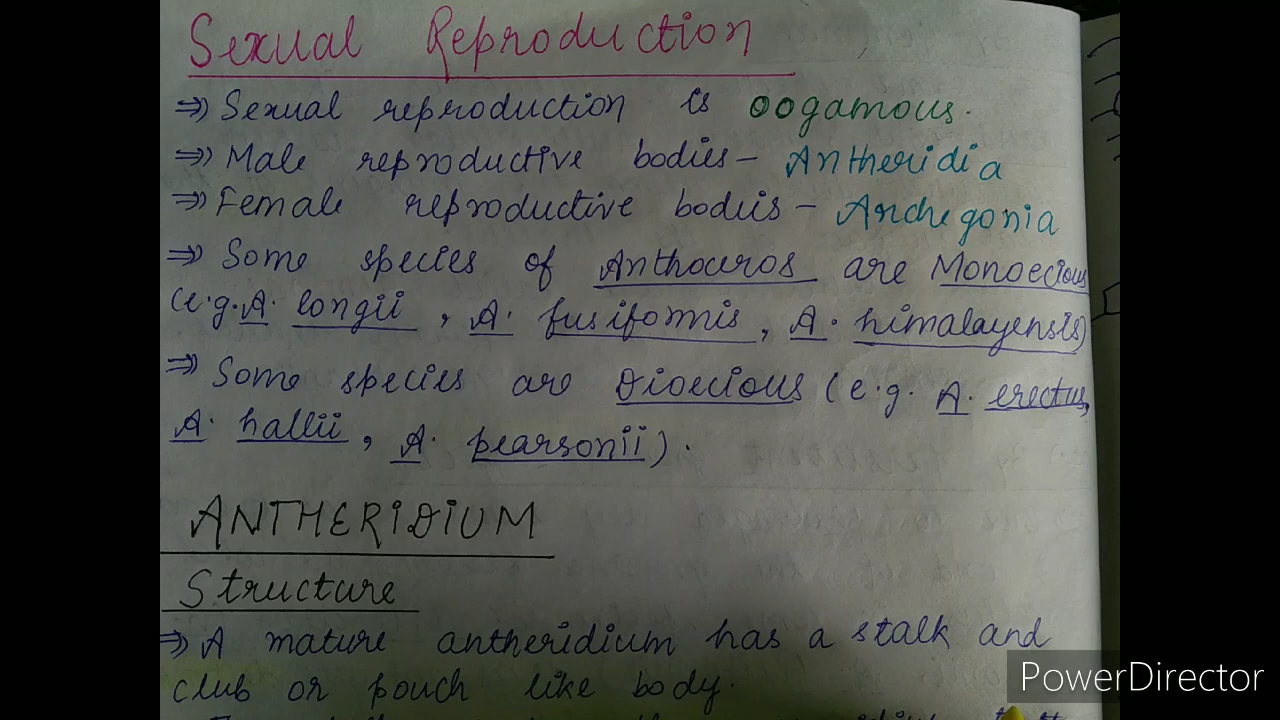 Sexual Reproduction
⇒ Sexual reproduction is oogamous.
⇒ Male reproductive bodies - Antheridia
⇒ Female reproductive bodies - Archegonia
⇒ Some species of Anthoceros are Monoecious
(e.g. A. longii, A. fusiformis, A. himalayensis)
⇒ Some species are Dioecious (e.g. A. erectus,
A. hallii, A. pearsonii).
ANTHERIDIUM
Structure
⇒ A mature antheridium has a stalk and
club or pouch like body.
PowerDirector